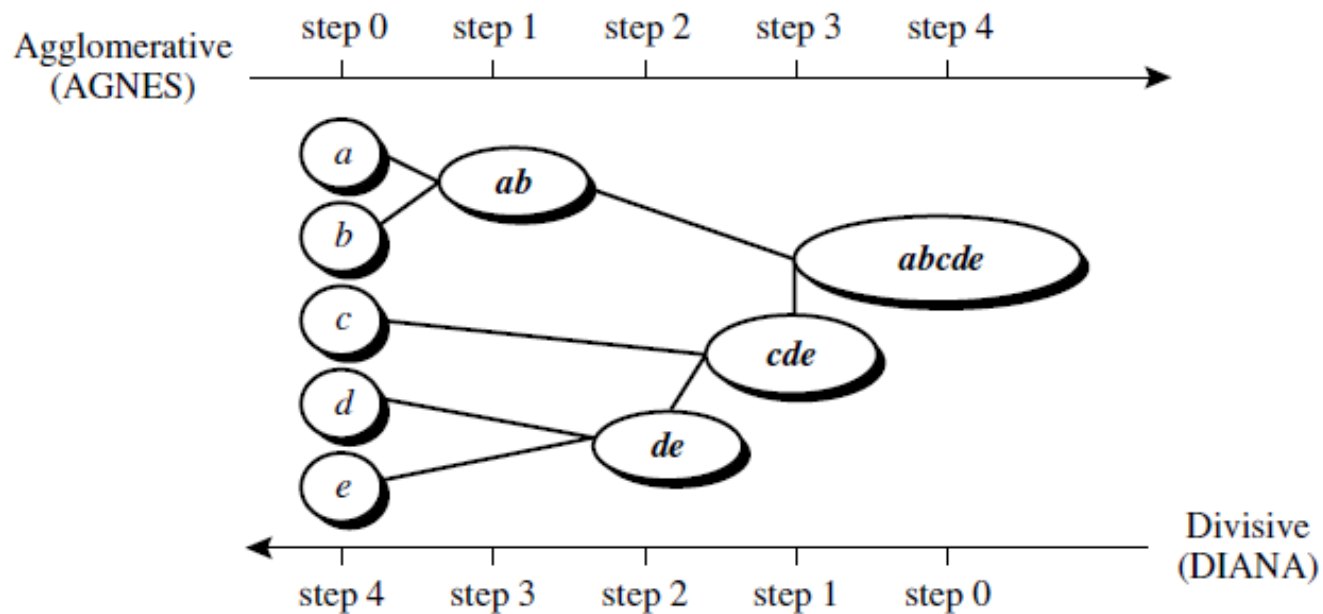 step 0 step 1 step 2 step 3 step 4
Agglomerative
(AGNES)
a
ab
b
abcde
c
cde
d
de
e
Divisive
(DIANA)
step 4 step 3 step 2 step 1 step 0